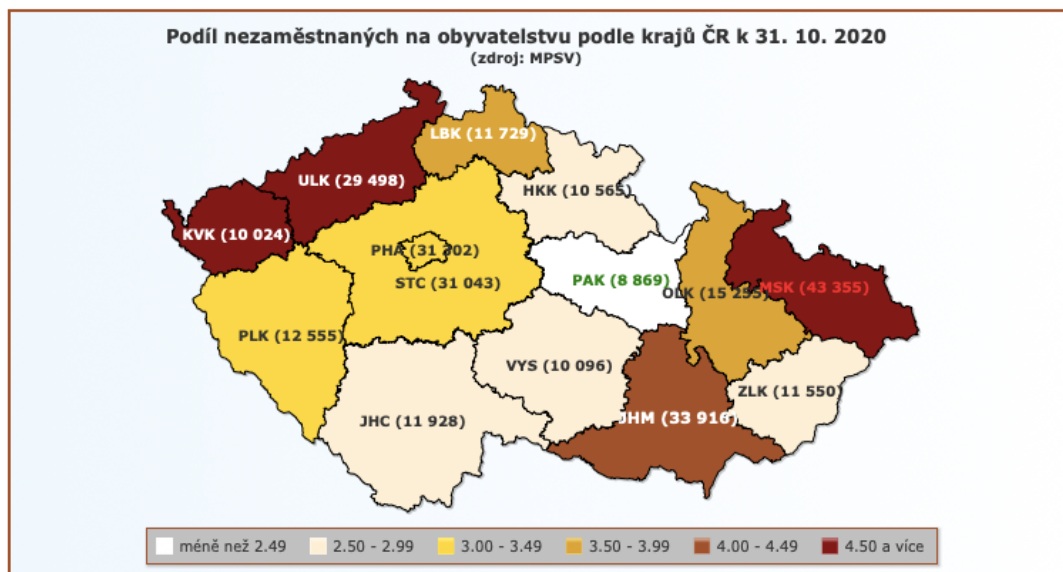 Podíl nezaměstnaných na obyvatelstvu podle krajů ČR k 31. 10. 2020
(zdroj: MPSV)
LBK (11 729)
ULK (29 498)
HKK (10 565)
KVK (10 024)
PHA
STC (31 043)
PAK (8 869)
OLK (15 255)
MSK (43 355)
PLK (12 555)
VYS (10 096)
ZLK (11 550)
JHC (11 928)
JHM (33 916)
méně než 2.49
2.50 - 2.99
3.00 - 3.49
3.50 - 3.99
4.00 - 4.49
4.50 a více